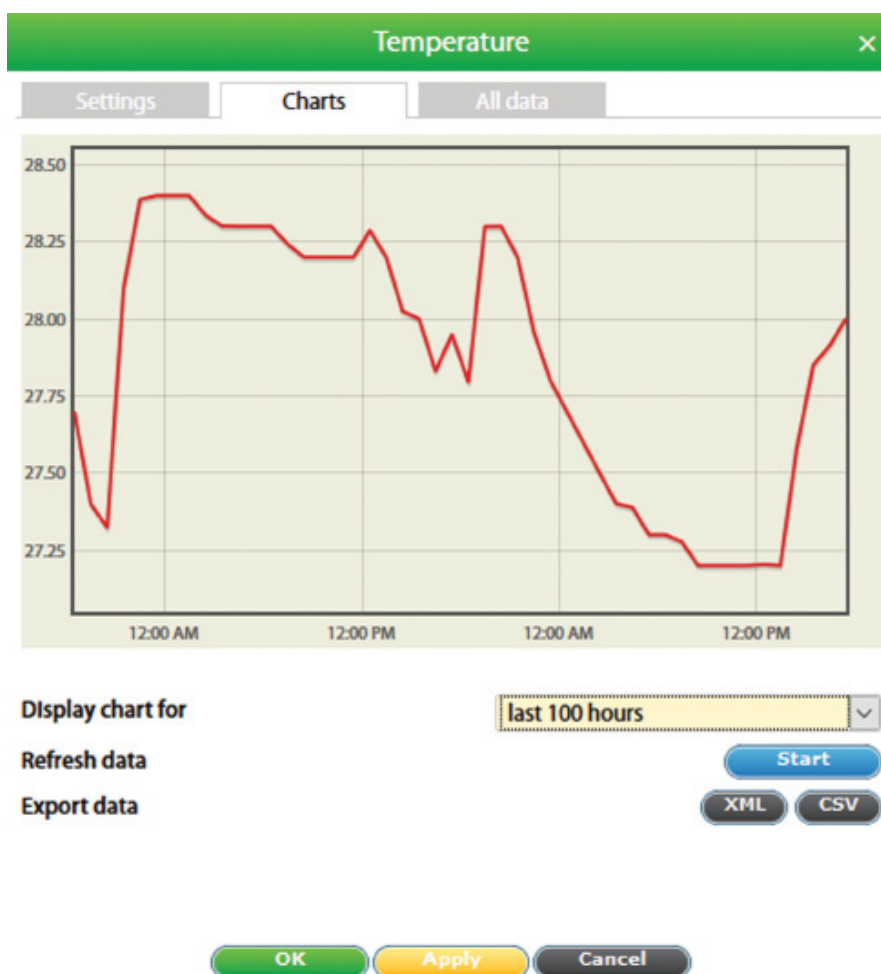 Temperature ×
Settings Charts All data
28.50
28.25
28.00
27.75
27.50
27.25
12:00 AM 12:00 PM 12:00 AM 12:00 PM
DIsplay chart for last 100 hours
Refresh data Start
Export data XML CSV
OK Apply Cancel